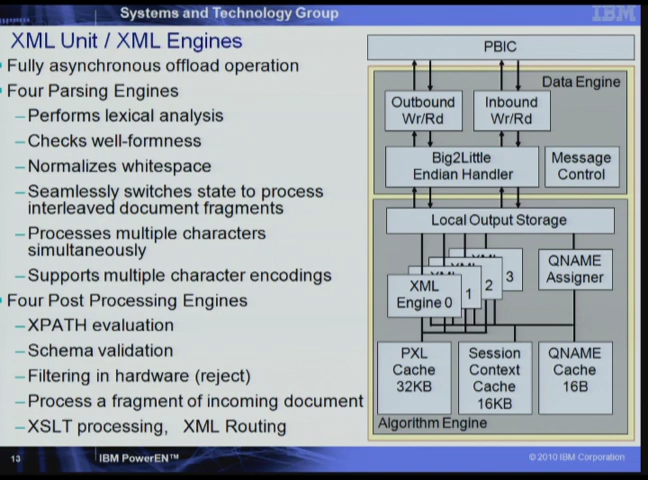 Systems and Technology Group
IBM
XML Unit / XML Engines
Fully asynchronous offload operation
Four Parsing Engines
–Performs lexical analysis
–Checks well-formness
–Normalizes whitespace
–Seamlessly switches state to process
interleaved document fragments
–Processes multiple characters
simultaneously
–Supports multiple character encodings
Four Post Processing Engines
–XPATH evaluation
–Schema validation
–Filtering in hardware (reject)
–Process a fragment of incoming document
–XSLT processing, XML Routing
PBIC
Data Engine
Outbound
Wr/Rd
Inbound
Wr/Rd
Big2Little
Endian Handler
Message
Control
Local Output Storage
XML
Engine 0
1
2
3
QNAME
Assigner
PXL
Cache
32KB
Session
Context
Cache
16KB
QNAME
Cache
16B
Algorithm Engine
13
IBM PowerEN™
© 2010 IBM Corporation